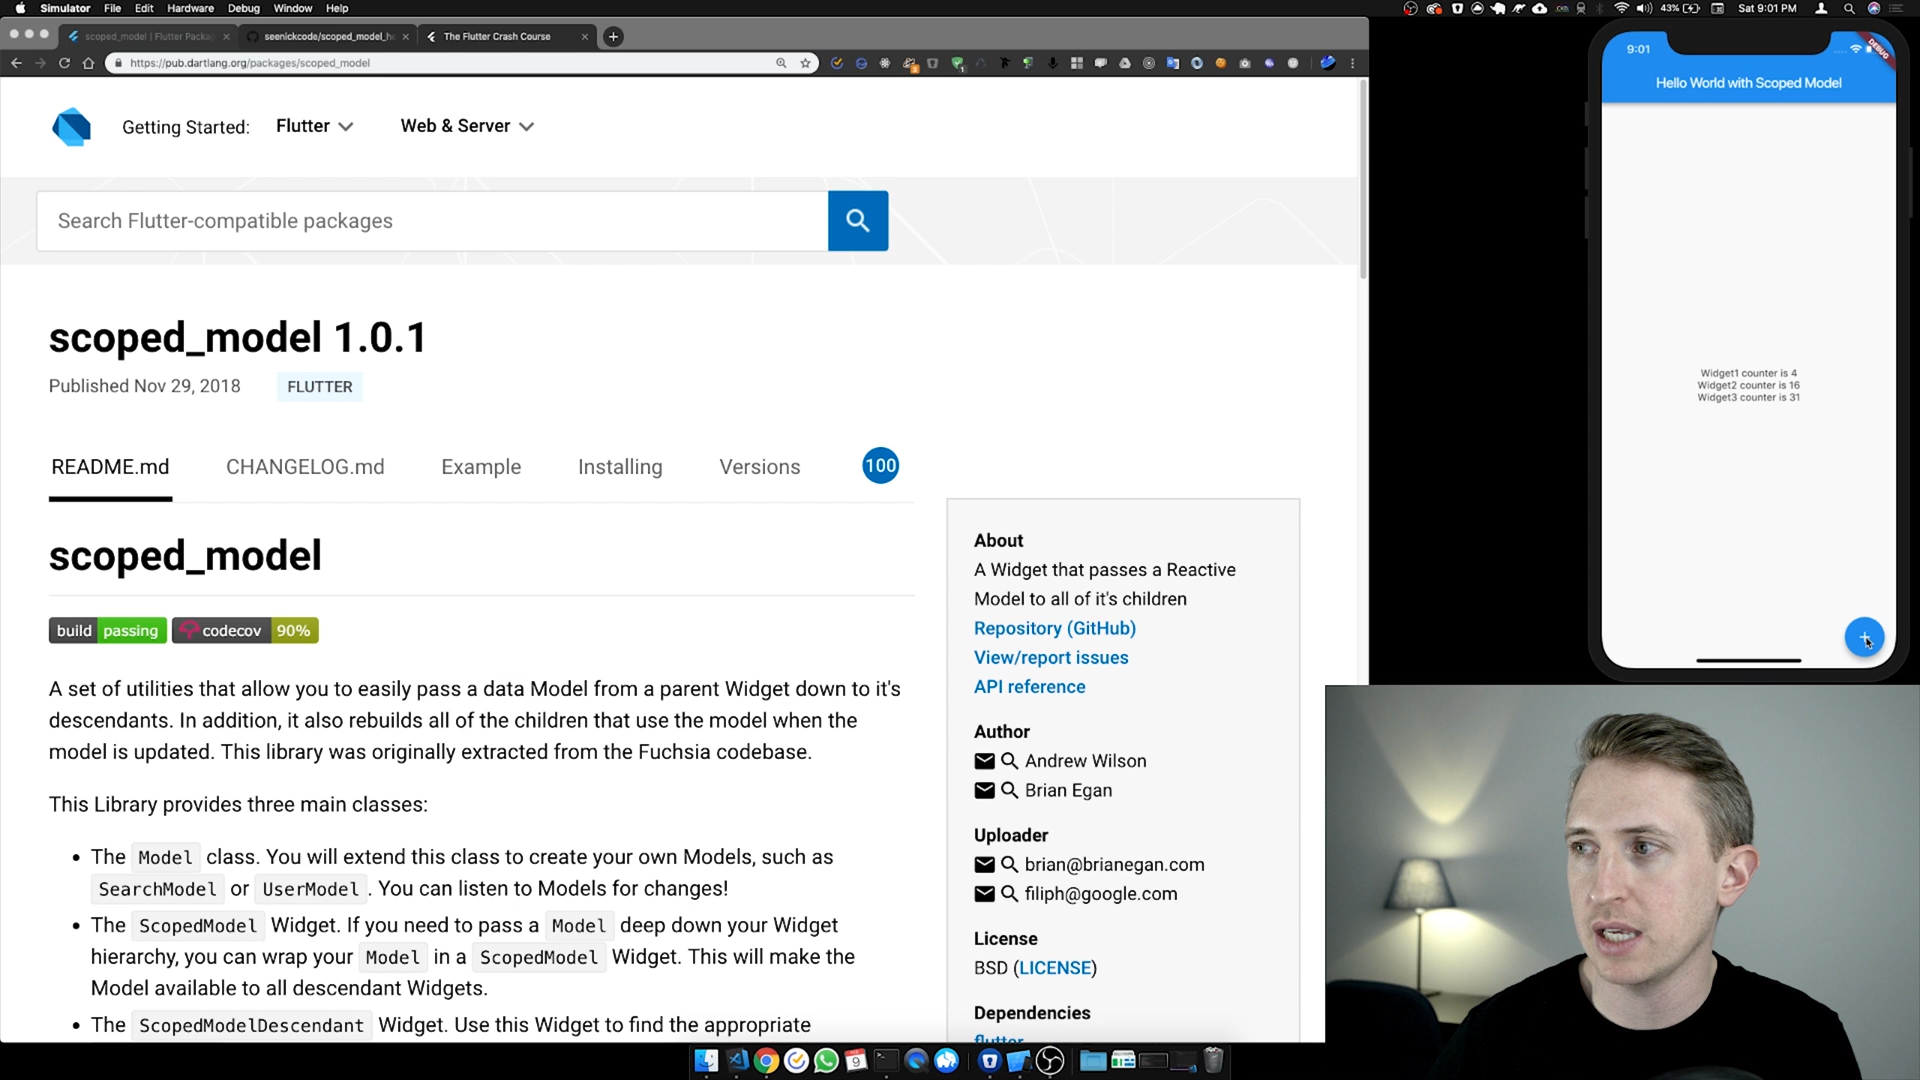 Simulator File Edit Hardware Debug Window Help
43% Sat 9:01 PM
scoped_model | Flutter Packa
seenickcode/scoped_model_h
The Flutter Crash Course
https://pub.dartlang.org/packages/scoped_model
Getting Started: Flutter Web & Server
Search Flutter-compatible packages
scoped_model 1.0.1
Published Nov 29, 2018 FLUTTER
README.md CHANGELOG.md Example Installing Versions 100
scoped_model
build passing codecov 90%
A set of utilities that allow you to easily pass a data Model from a parent Widget down to it's
descendants. In addition, it also rebuilds all of the children that use the model when the
model is updated. This library was originally extracted from the Fuchsia codebase.
This Library provides three main classes:
• The Model class. You will extend this class to create your own Models, such as
SearchModel or UserModel. You can listen to Models for changes!
• The ScopedModel Widget. If you need to pass a Model deep down your Widget
hierarchy, you can wrap your Model in a ScopedModel Widget. This will make the
Model available to all descendant Widgets.
• The ScopedModelDescendant Widget. Use this Widget to find the appropriate
About
A Widget that passes a Reactive
Model to all of it's children
Repository (GitHub)
View/report issues
API reference
Author
Andrew Wilson
Brian Egan
Uploader
brian@brianegan.com
filiph@google.com
License
BSD (LICENSE)
Dependencies
flutter
9:01
DEBUG
Hello World with Scoped Model
Widget1 counter is 4
Widget2 counter is 16
Widget3 counter is 31
+
9